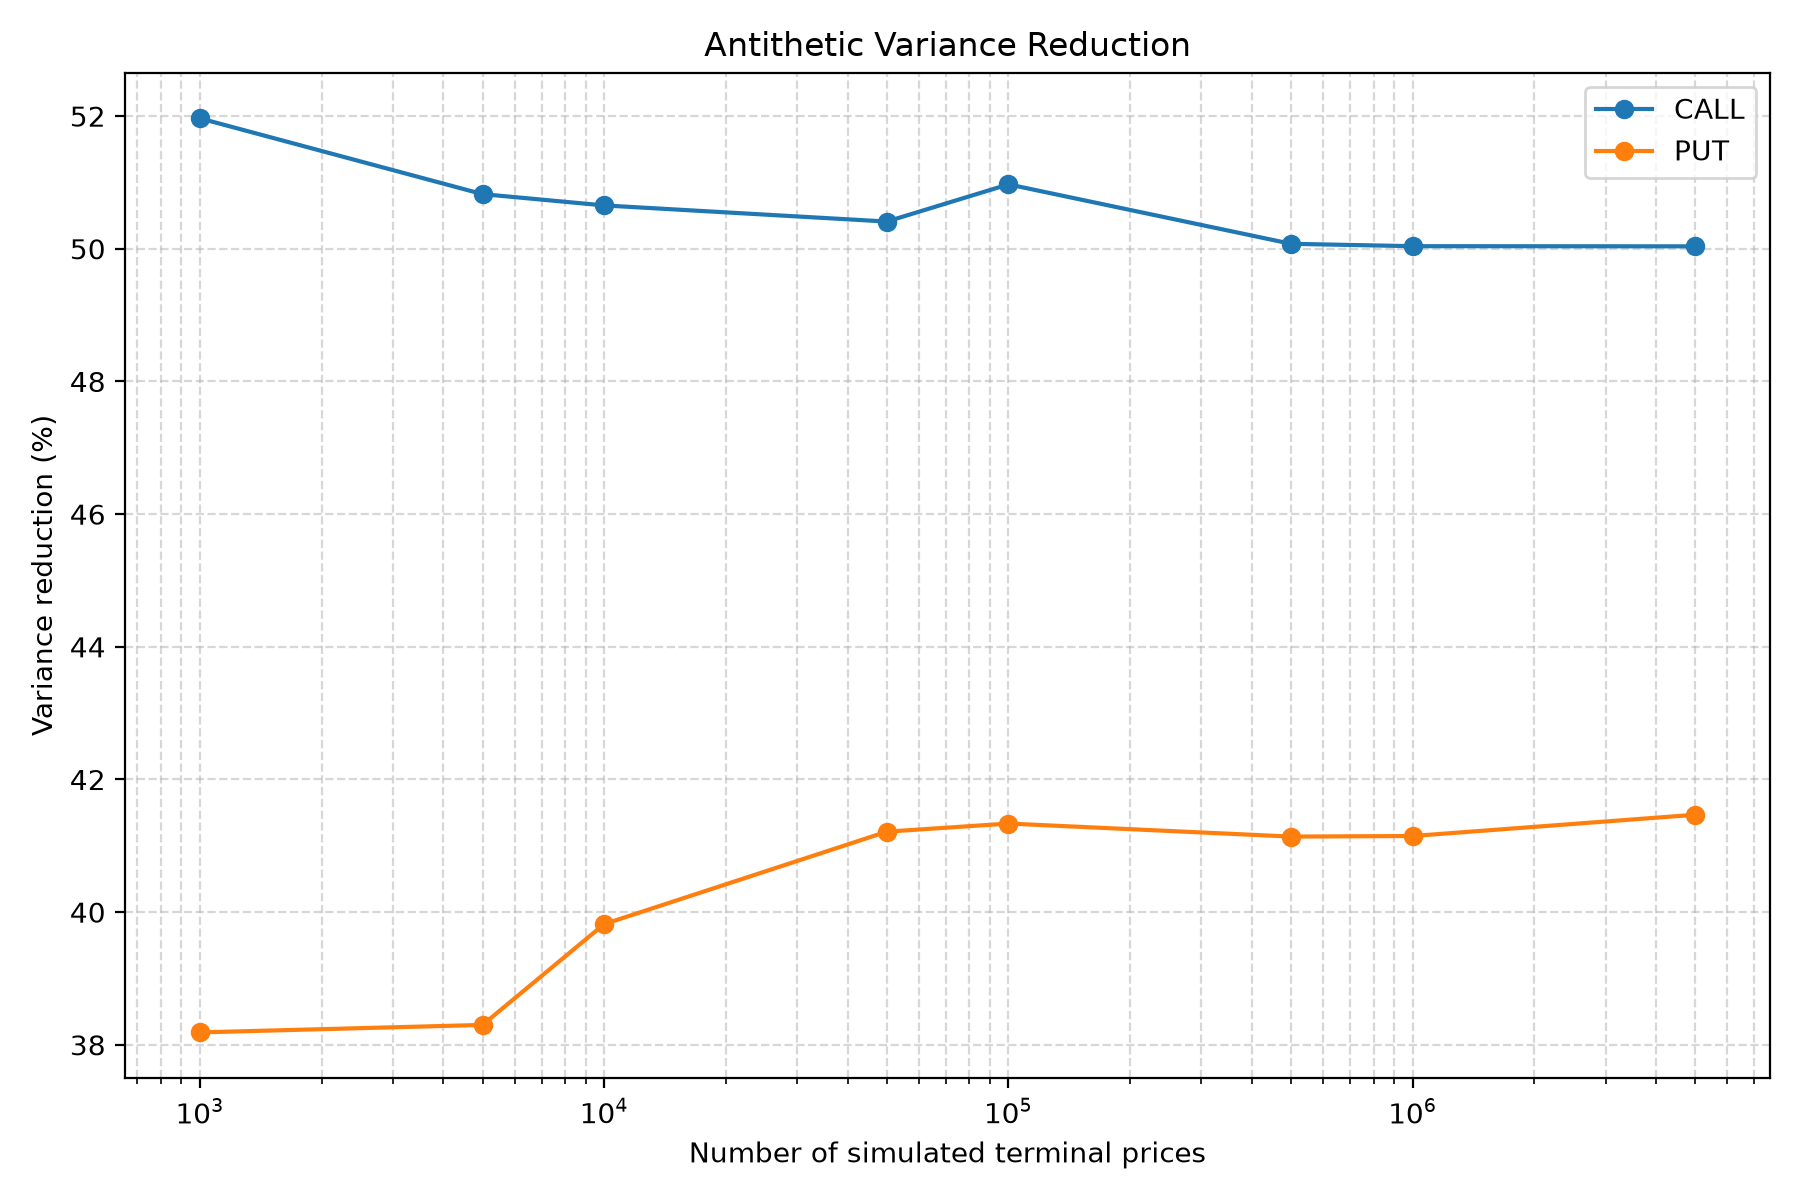 Antithetic Variance Reduction
CALL
PUT
Variance reduction (%)
52
50
48
46
44
42
40
38
10³
10⁴
10⁵
10⁶
Number of simulated terminal prices